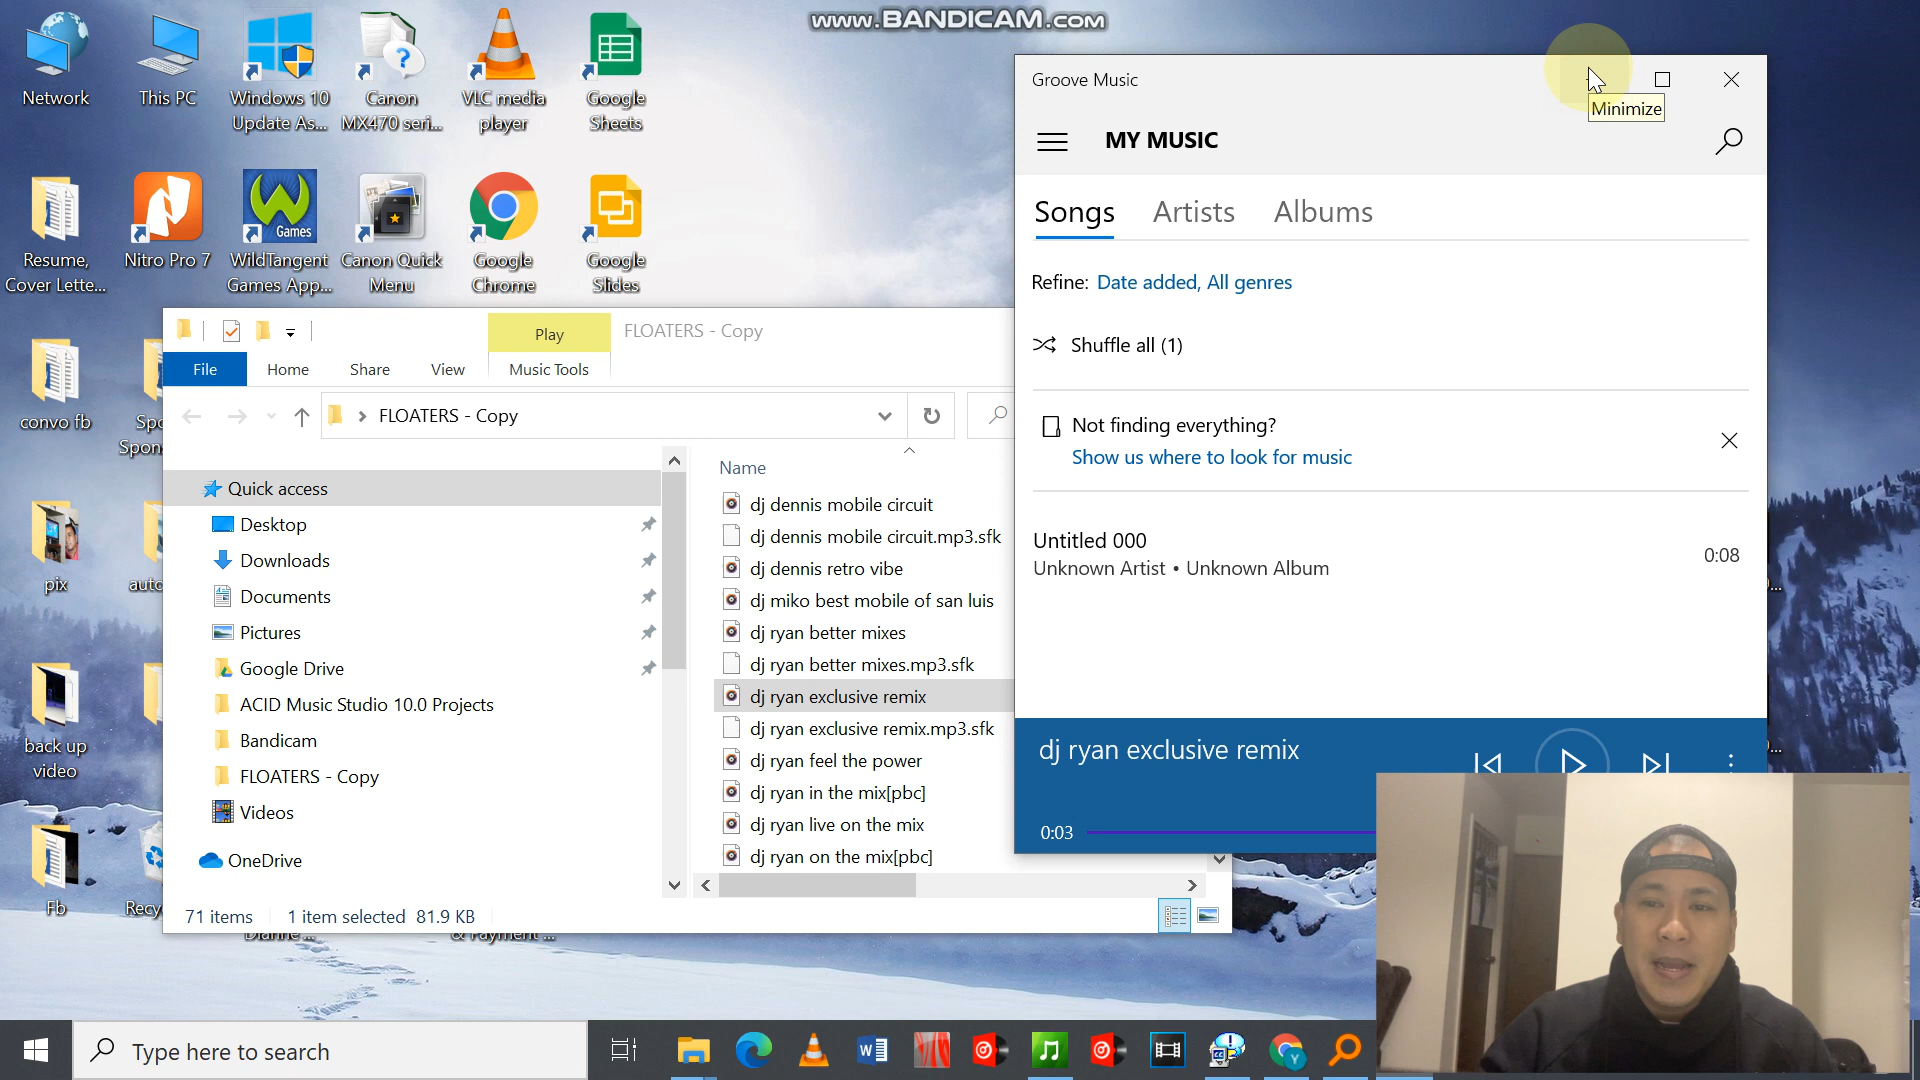 www.BANDICAM.com
Network
This PC
Windows 10
Update As...
Canon
MX470 seri...
VLC media
player
Google
Sheets
Resume,
Cover Lette...
Nitro Pro 7
Games
WildTangent
Games App...
Canon Quick
Menu
Google
Chrome
Google
Slides
convo fb
Spo
Spon
pix
auto
back up
video
Fb
Recy
Dianne ...
& Payment ...
Play
FLOATERS - Copy
File
Home
Share
View
Music Tools
FLOATERS - Copy
Quick access
Desktop
Downloads
Documents
Pictures
Google Drive
ACID Music Studio 10.0 Projects
Bandicam
FLOATERS - Copy
Videos
OneDrive
Name
dj dennis mobile circuit
dj dennis mobile circuit.mp3.sfk
dj dennis retro vibe
dj miko best mobile of san luis
dj ryan better mixes
dj ryan better mixes.mp3.sfk
dj ryan exclusive remix
dj ryan exclusive remix.mp3.sfk
dj ryan feel the power
dj ryan in the mix[pbc]
dj ryan live on the mix
dj ryan on the mix[pbc]
71 items
1 item selected 81.9 KB
Groove Music
Minimize
MY MUSIC
Songs
Artists
Albums
Refine: Date added, All genres
Shuffle all (1)
Not finding everything?
Show us where to look for music
Untitled 000
Unknown Artist • Unknown Album
0:08
dj ryan exclusive remix
0:03
Type here to search